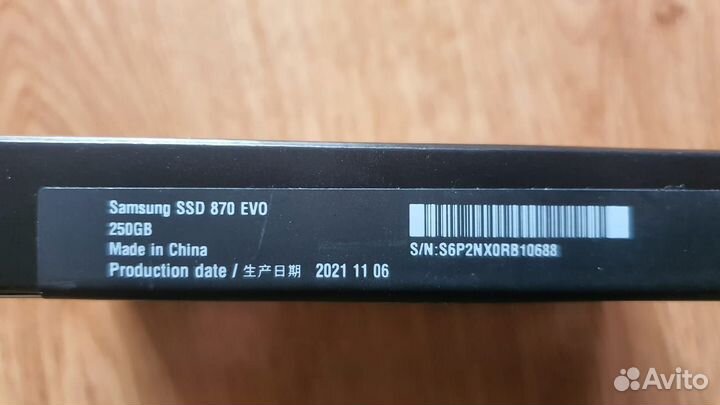 Samsung SSD 870 EVO
250GB
Made in China
Production date / 生产日期 2021 11 06
S/N:S6P2NX0RB10688
Avito